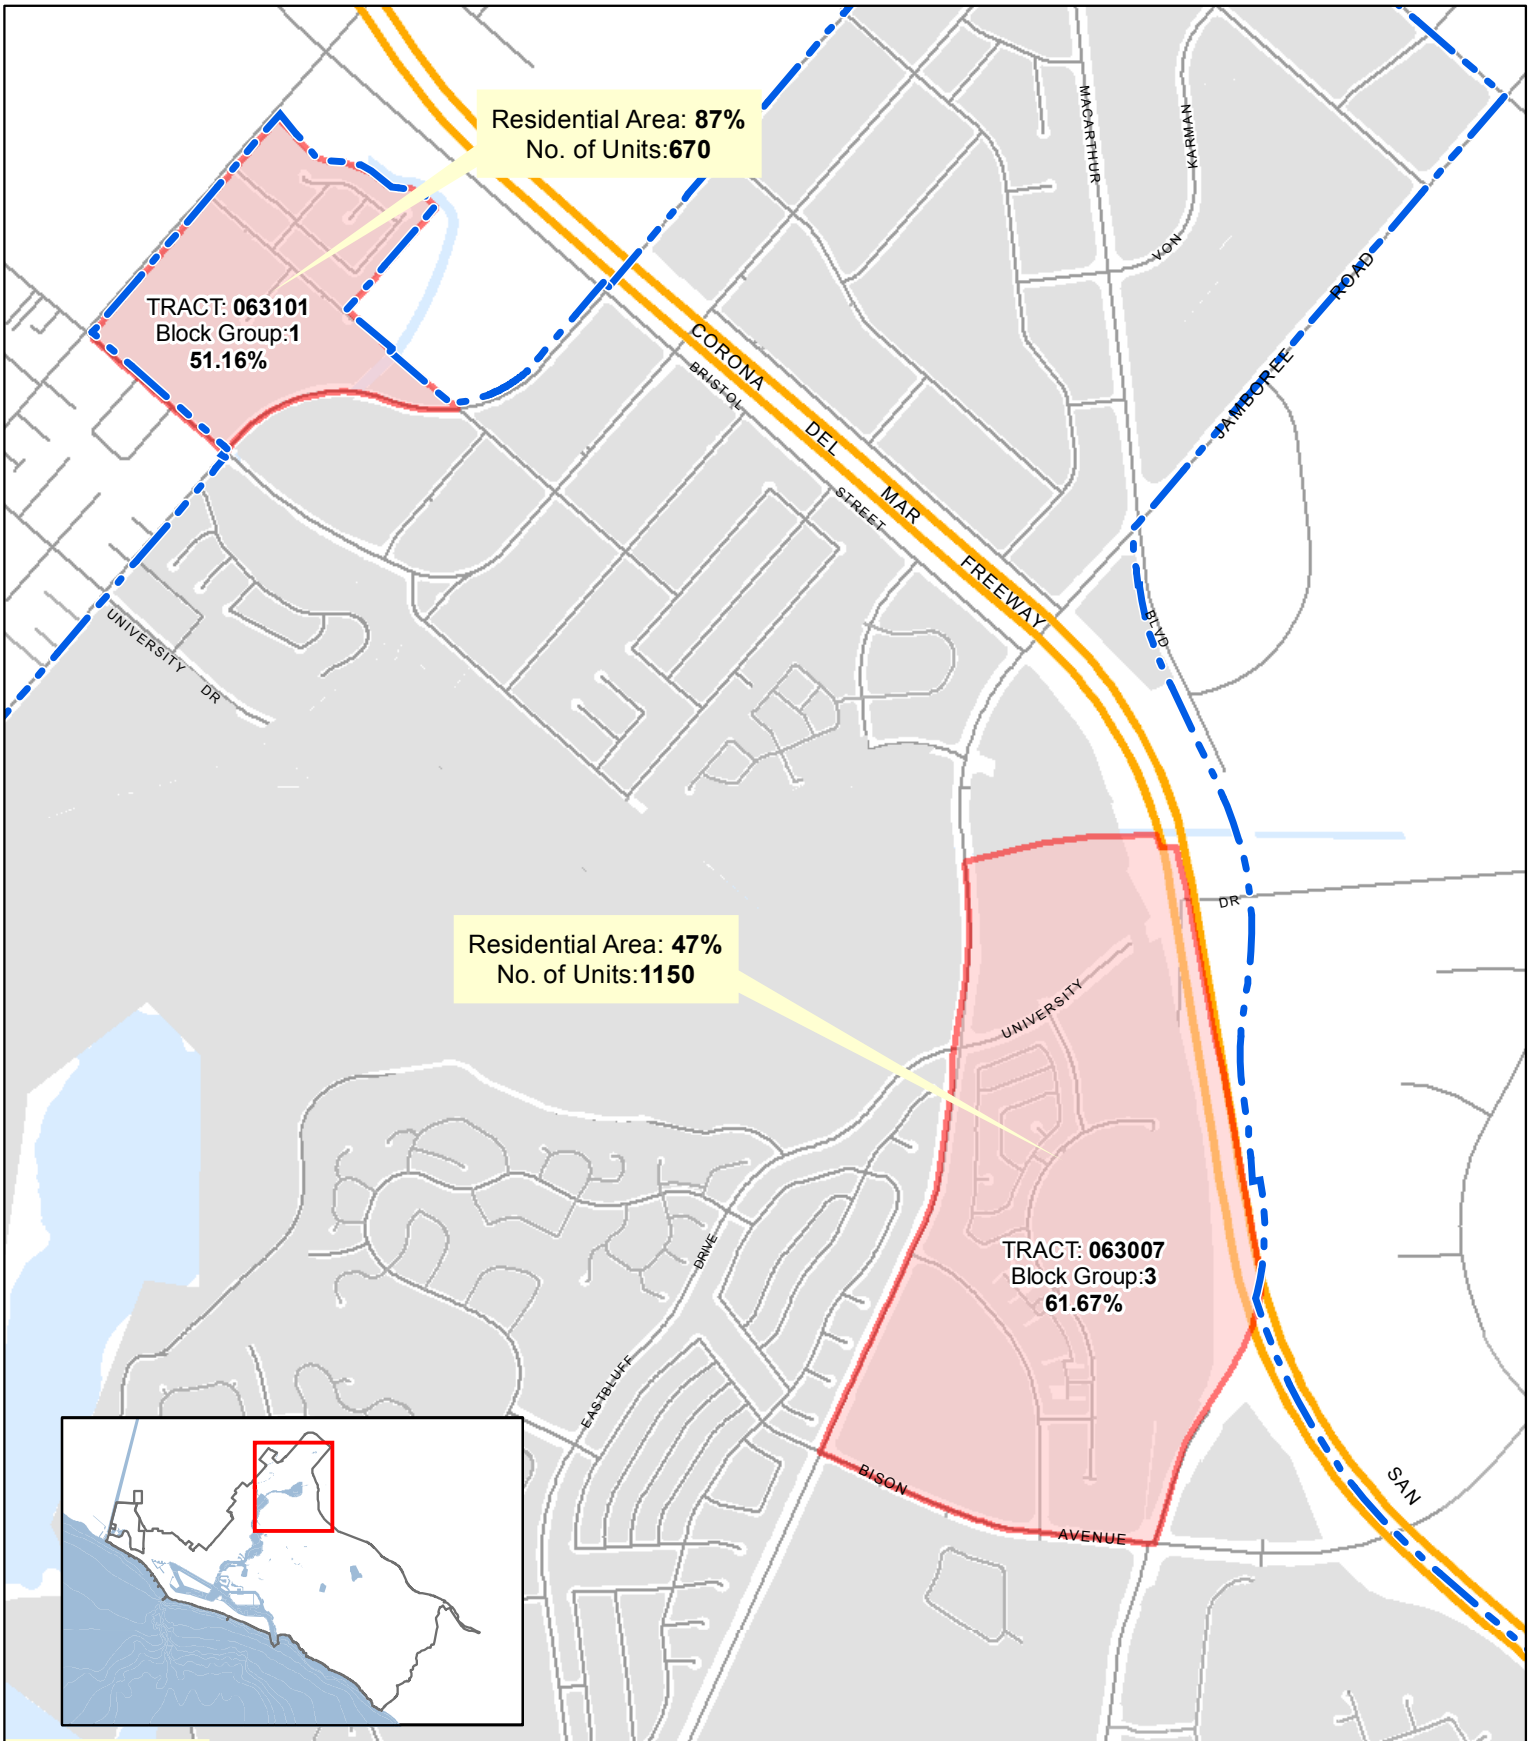 Residential Area: 87%
No. of Units:670
MACARTHUR
KARMAN
VON
ROAD
JAMBOREE
TRACT: 063101
Block Group:1
51.16%
CORONA
DEL
MAR
FREEWAY
BRISTOL
STREET
BLVD
UNIVERSITY
DR
DR
Residential Area: 47%
No. of Units:1150
UNIVERSITY
DRIVE
EASTBLUFF
TRACT: 063007
Block Group:3
61.67%
BISON
AVENUE
SAN